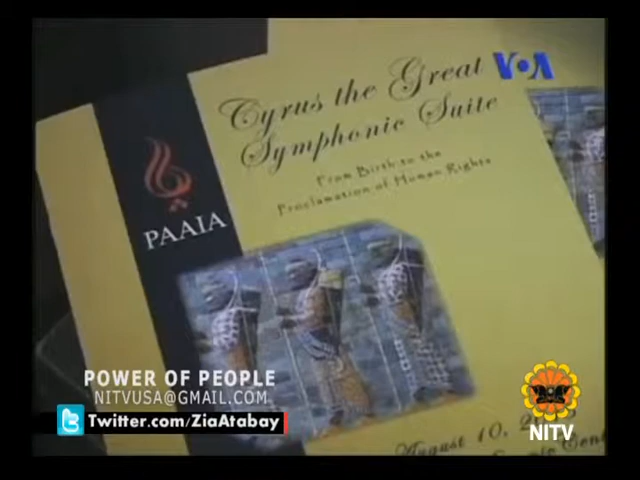 VOA
Cyrus the Great
Symphonic Suite
From Birth to the
Proclamation of Human Rights
PAAIA
August 10,
POWER OF PEOPLE
NITVUSA@GMAIL.COM
Twitter.com/ZiaAtabay
NITV